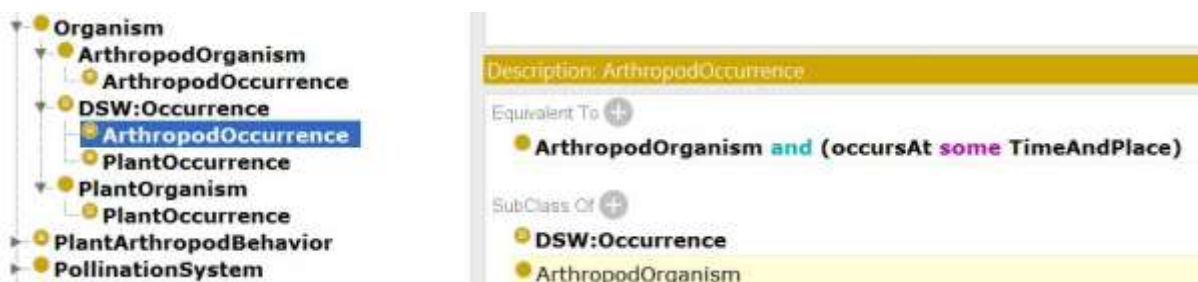 Organism
ArthropodOrganism
ArthropodOccurrence
DSW:Occurrence
ArthropodOccurrence
PlantOccurrence
PlantOrganism
PlantOccurrence
PlantArthropodBehavior
PollinationSystem
Description: ArthropodOccurrence
Equivalent To
ArthropodOrganism and (occursAt some TimeAndPlace)
SubClass Of
DSW:Occurrence
ArthropodOrganism